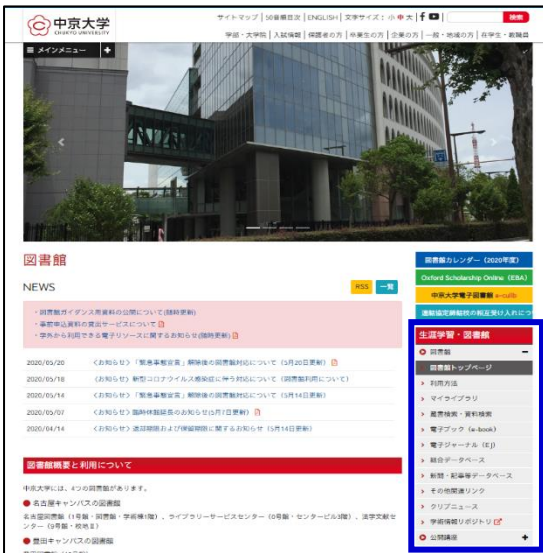 中京大学
CHUKYO UNIVERSITY
サイトマップ | 50音順目次 | ENGLISH | 文字サイズ: 小 中 大
検索
学部・大学院 | 入試情報 | 保護者の方 | 卒業生の方 | 企業の方 | 一般・地域の方 | 在学生・教職員
メインメニュー +
図書館
NEWS
RSS 一覧
・図書館ガイダンス用資料の公開について(随時更新)
・事前申込資料の貸出サービスについて
・学外から利用できる電子リソースに関するお知らせ(随時更新)
2020/05/20 《お知らせ》「緊急事態宣言」解除後の図書館対応について(5月20日更新)
2020/05/18 《お知らせ》新型コロナウイルス感染症に伴う対応について(図書館利用について)
2020/05/14 《お知らせ》「緊急事態宣言」解除後の図書館対応について(5月14日更新)
2020/05/07 《お知らせ》臨時休館延長のお知らせ(5月7日更新)
2020/04/14 《お知らせ》返却期限および保留期限に関するお知らせ(5月14日更新)
図書館概要と利用について
中京大学には、4つの図書館があります。
名古屋キャンパスの図書館
名古屋図書館(1号館・図書館・学術棟1階)、ライブラリーサービスセンター(0号館・センタービル3階)、法学文献セ
ンター(9号館・校地Ⅱ)
豊田キャンパスの図書館
図書館カレンダー(2020年度)
Oxford Scholarship Online (EBA)
中京大学電子図書館
生涯学習・図書館
図書館 −
図書館トップページ
利用方法
マイライブラリ
蔵書検索・資料検索
電子ブック(e-book)
電子ジャーナル(EJ)
統合データベース
新聞・記事等データベース
その他関連リンク
クリプニュース
学術情報リポジトリ
公開講座 +